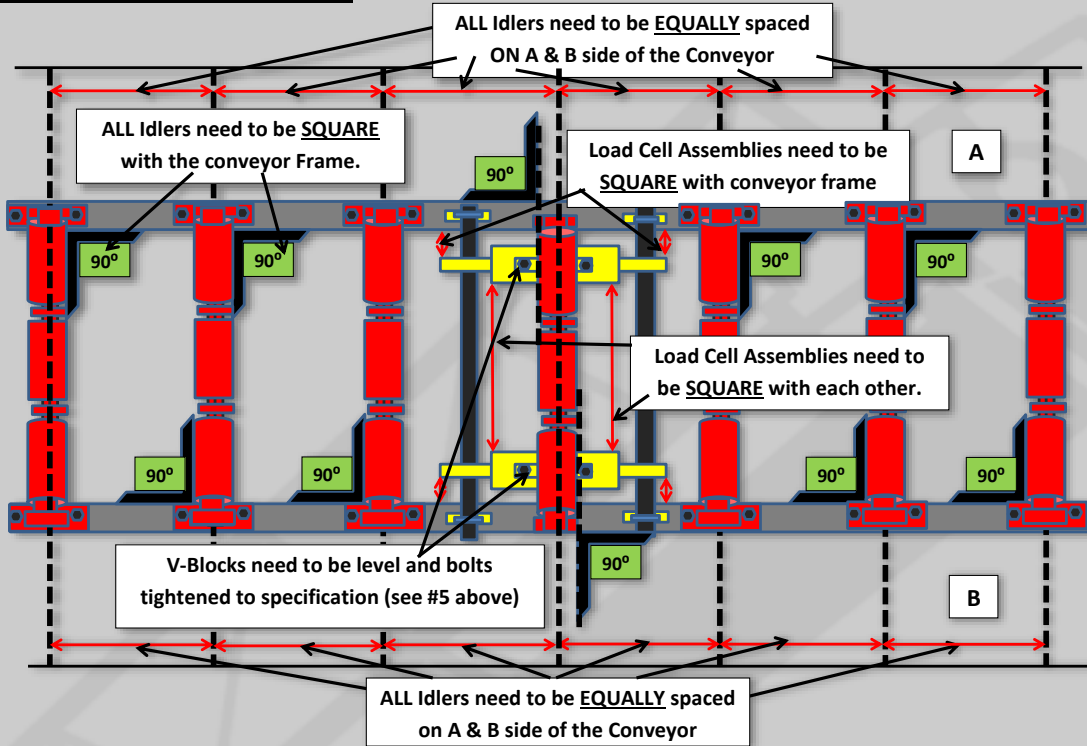 ALL Idlers need to be EQUALLY spaced
ON A & B side of the Conveyor
ALL Idlers need to be SQUARE
with the conveyor Frame.
Load Cell Assemblies need to be
SQUARE with conveyor frame
A
90º
90º
90º
90º
90º
Load Cell Assemblies need to
be SQUARE with each other.
90º
90º
90º
90º
V-Blocks need to be level and bolts
tightened to specification (see #5 above)
90º
B
ALL Idlers need to be EQUALLY spaced
on A & B side of the Conveyor